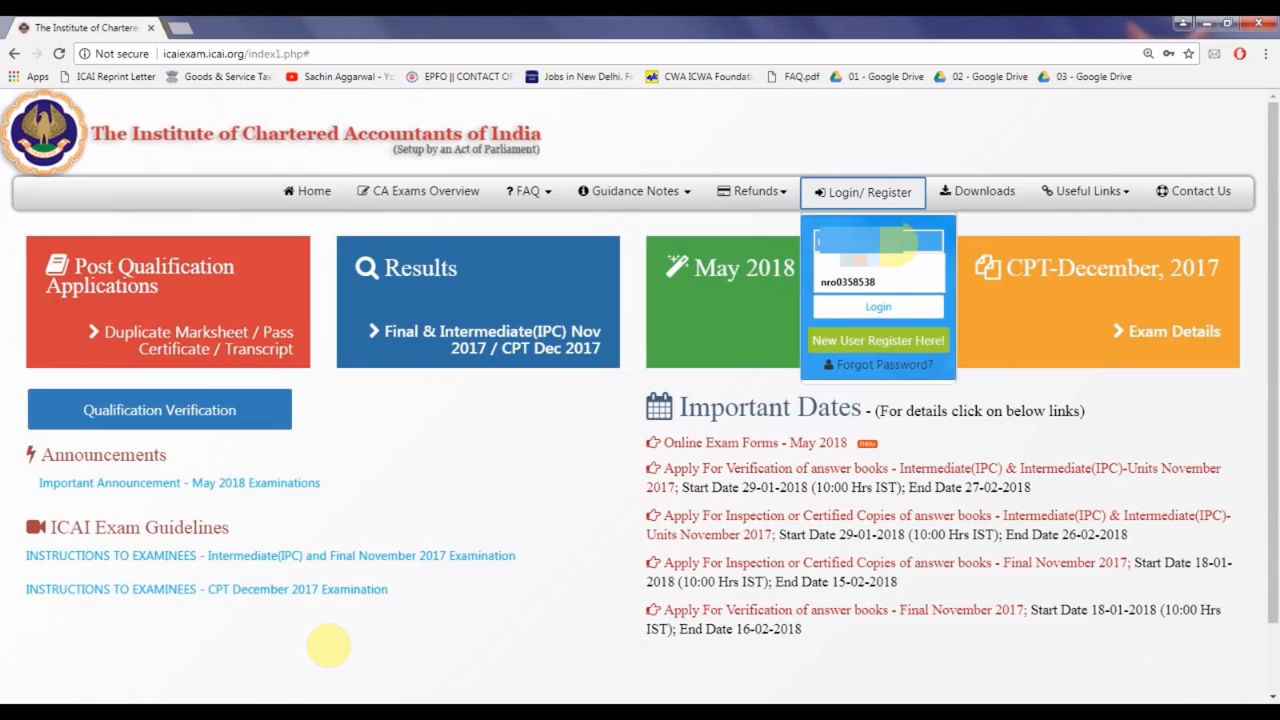 The Institute of Chartere
Not secure | icaiexam.icai.org/index1.php#
Apps ICAI Reprint Letter Goods & Service Tax Sachin Aggarwal - Yo EPFO || CONTACT OF Jobs in New Delhi. Fi CWA ICWA Foundati FAQ.pdf 01 - Google Drive 02 - Google Drive 03 - Google Drive
The Institute of Chartered Accountants of India
(Setup by an Act of Parliament)
Home CA Exams Overview ? FAQ Guidance Notes Refunds Login/ Register Downloads Useful Links Contact Us
Post Qualification
Applications
Duplicate Marksheet / Pass
Certificate / Transcript
Results
Final & Intermediate(IPC) Nov
2017 / CPT Dec 2017
May 2018
nro0358538
Login
New User Register Here!
Forgot Password?
CPT-December, 2017
Exam Details
Qualification Verification
Announcements
Important Announcement - May 2018 Examinations
ICAI Exam Guidelines
INSTRUCTIONS TO EXAMINEES - Intermediate(IPC) and Final November 2017 Examination
INSTRUCTIONS TO EXAMINEES - CPT December 2017 Examination
Important Dates - (For details click on below links)
Online Exam Forms - May 2018 new
Apply For Verification of answer books - Intermediate(IPC) & Intermediate(IPC)-Units November
2017; Start Date 29-01-2018 (10:00 Hrs IST); End Date 27-02-2018
Apply For Inspection or Certified Copies of answer books - Intermediate(IPC) & Intermediate(IPC)-
Units November 2017; Start Date 29-01-2018 (10:00 Hrs IST); End Date 26-02-2018
Apply For Inspection or Certified Copies of answer books - Final November 2017; Start Date 18-01-
2018 (10:00 Hrs IST); End Date 15-02-2018
Apply For Verification of answer books - Final November 2017; Start Date 18-01-2018 (10:00 Hrs
IST); End Date 16-02-2018